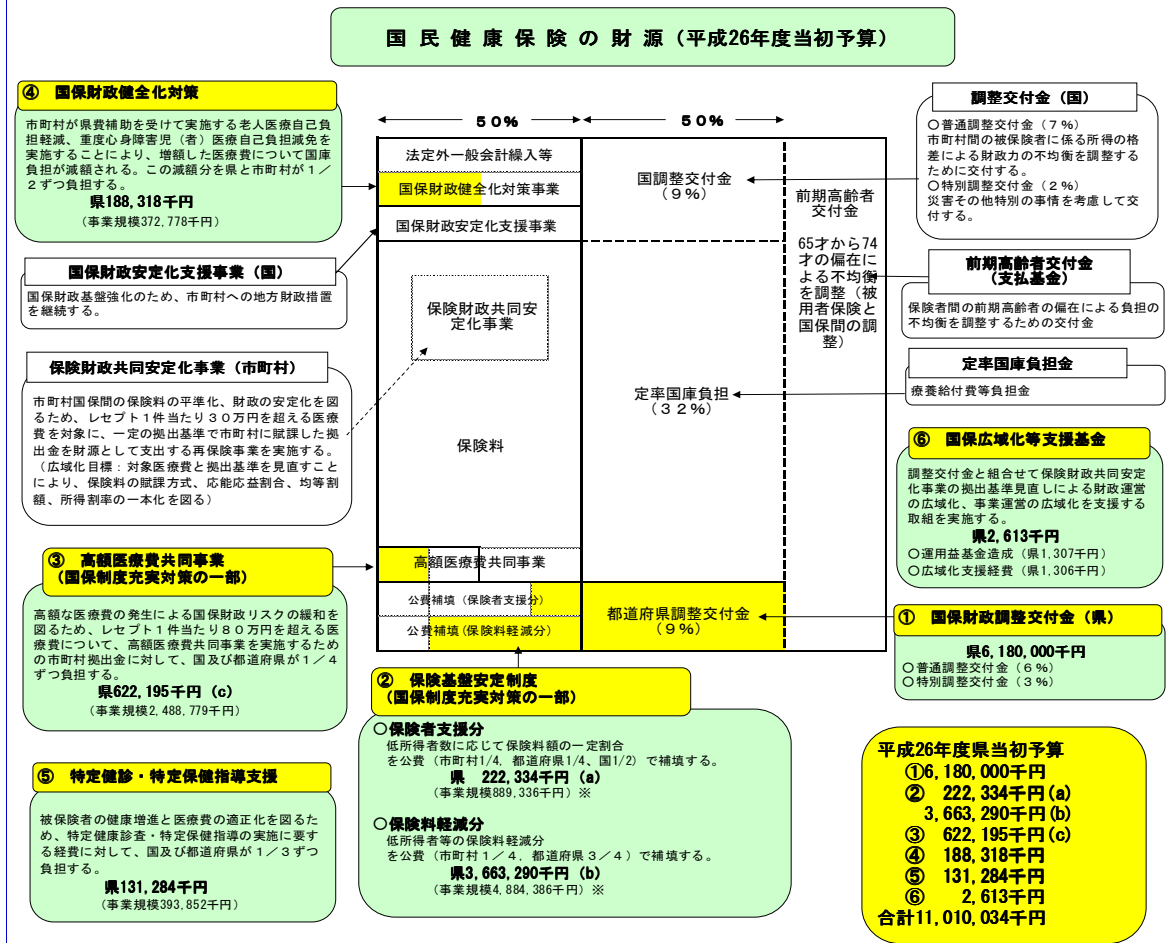 国民健康保険の財源（平成26年度当初予算）
④　国保財政健全化対策
市町村が県費補助を受けて実施する老人医療自己負
担軽減、重度心身障害児（者）医療自己負担減免を
実施することにより、増額した医療費について国庫
負担が減額される。この減額分を県と市町村が１／
２ずつ負担する。
県188,318千円
（事業規模372,778千円）
国保財政安定化支援事業（国）
国保財政基盤強化のため、市町村への地方財政措置
を継続する。
保険財政共同安定化事業（市町村）
市町村国保間の保険料の平準化、財政の安定化を図
るため、レセプト１件当たり３０万円を超える医療
費を対象に、一定の拠出基準で市町村に賦課した拠
出金を財源として支出する再保険事業を実施する。
（広域化目標：対象医療費と拠出基準を見直すこと
により、保険料の賦課方式、応能応益割合、均等割
額、所得割率の一本化を図る）
③　高額医療費共同事業
（国保制度充実対策の一部）
高額な医療費の発生による国保財政リスクの緩和を
図るため、レセプト１件当たり８０万円を超える医
療費について、高額医療費共同事業を実施するため
の市町村拠出金に対して、国及び都道府県が１／４
ずつ負担する。
県622,195千円（c）
（事業規模2,488,779千円）
⑤　特定健診・特定保健指導支援
被保険者の健康増進と医療費の適正化を図るた
め、特定健康診査・特定保健指導の実施に要す
る経費に対して、国及び都道府県が１／３ずつ
負担する。
県131,284千円
（事業規模393,852千円）
５０％
５０％
法定外一般会計繰入等
国保財政健全化対策事業
国保財政安定化支援事業
保険財政共同安
定化事業
保険料
高額医療費共同事業
公費補填（保険者支援分）
公費補填（保険料軽減分）
国調整交付金
（９％）
定率国庫負担
（３２％）
都道府県調整交付金
（９％）
前期高齢者
交付金
65才から74
才の偏在に
よる不均衡
を調整（被
用者保険と
国保間の調
整）
②　保険基盤安定制度
（国保制度充実対策の一部）
○保険者支援分
低所得者数に応じて保険料額の一定割合
を公費（市町村1/4，都道府県1/4、国1/2）で補填する。
県　222,334千円（a）
（事業規模889,336千円）※
○保険料軽減分
低所得者等の保険料軽減分
を公費（市町村１／４，都道府県３／４）で補填する。
県3,663,290千円（b）
（事業規模4,884,386千円）※
調整交付金（国）
○普通調整交付金（７％）
市町村間の被保険者に係る所得の格
差による財政力の不均衡を調整する
ために交付する。
○特別調整交付金（２％）
災害その他特別の事情を考慮して交
付する。
前期高齢者交付金
（支払基金）
保険者間の前期高齢者の偏在による負担の
不均衡を調整するための交付金
定率国庫負担金
療養給付費等負担金
⑥　国保広域化等支援基金
調整交付金と組合せて保険財政共同安定
化事業の拠出基準見直しによる財政運営
の広域化、事業運営の広域化を支援する
取組を実施する。
県2,613千円
○運用益基金造成（県1,307千円）
○広域化支援経費（県1,306千円）
①　国保財政調整交付金（県）
県6,180,000千円
○普通調整交付金（６％）
○特別調整交付金（３％）
平成26年度県当初予算
①6,180,000千円
②　222,334千円(a)
3,663,290千円(b)
③　622,195千円(c)
④　188,318千円
⑤　131,284千円
⑥　2,613千円
合計11,010,034千円